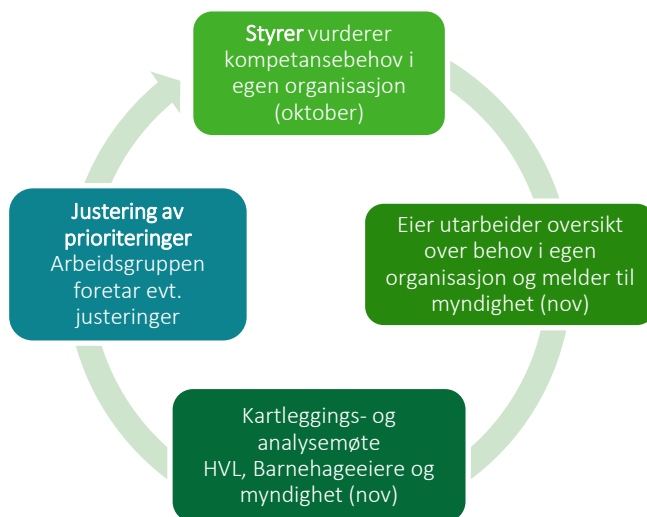 Styrer vurderer
kompetansebehov i
egen organisasjon
(oktober)
Eier utarbeider oversikt
over behov i egen
organisasjon og melder til
myndighet (nov)
Kartleggings- og
analysemøte
HVL, Barnehageeiere og
myndighet (nov)
Justering av
prioriteringer
Arbeidsgruppen
foretar evt.
justeringer